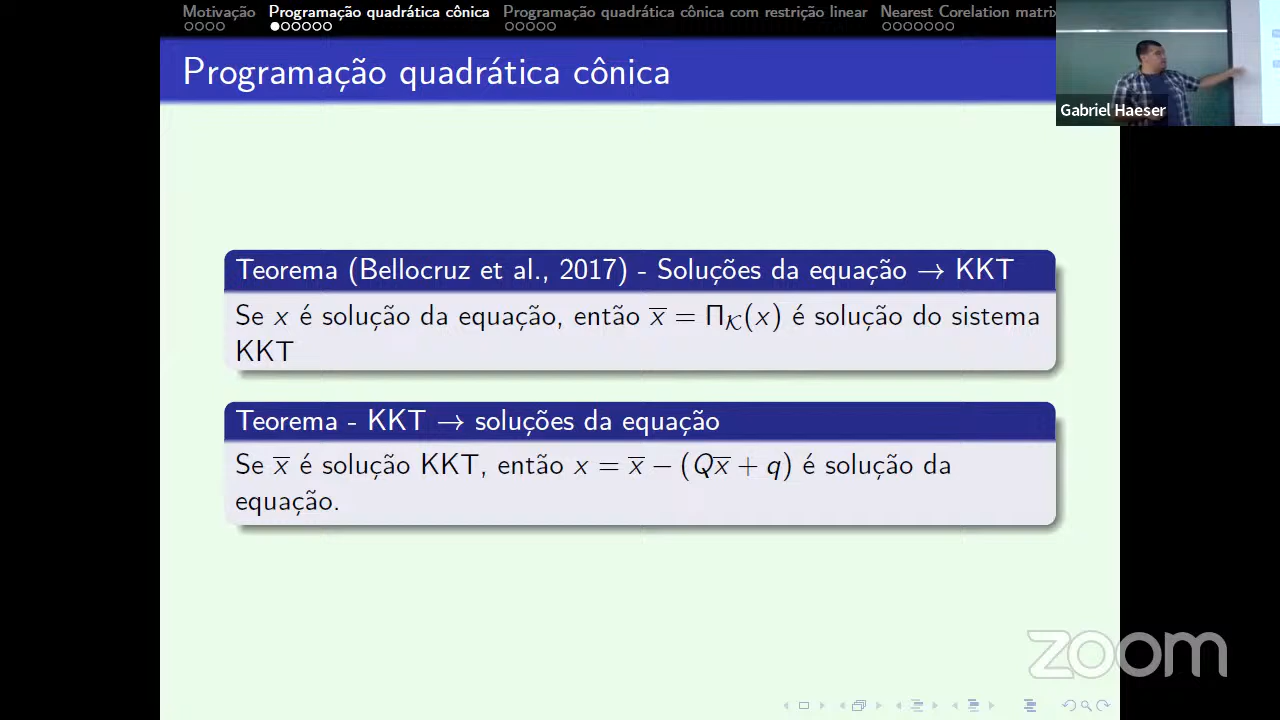 Motivação Programação quadrática cônica Programação quadrática cônica com restrição linear Nearest Corelation matrix
Programação quadrática cônica
Gabriel Haeser
Teorema (Bellocruz et al., 2017) - Soluções da equação → KKT
Se x é solução da equação, então x̅ = Π_𝒦(x) é solução do sistema
KKT
Teorema - KKT → soluções da equação
Se x̅ é solução KKT, então x = x̅ − (Qx̅ + q) é solução da
equação.
zoom